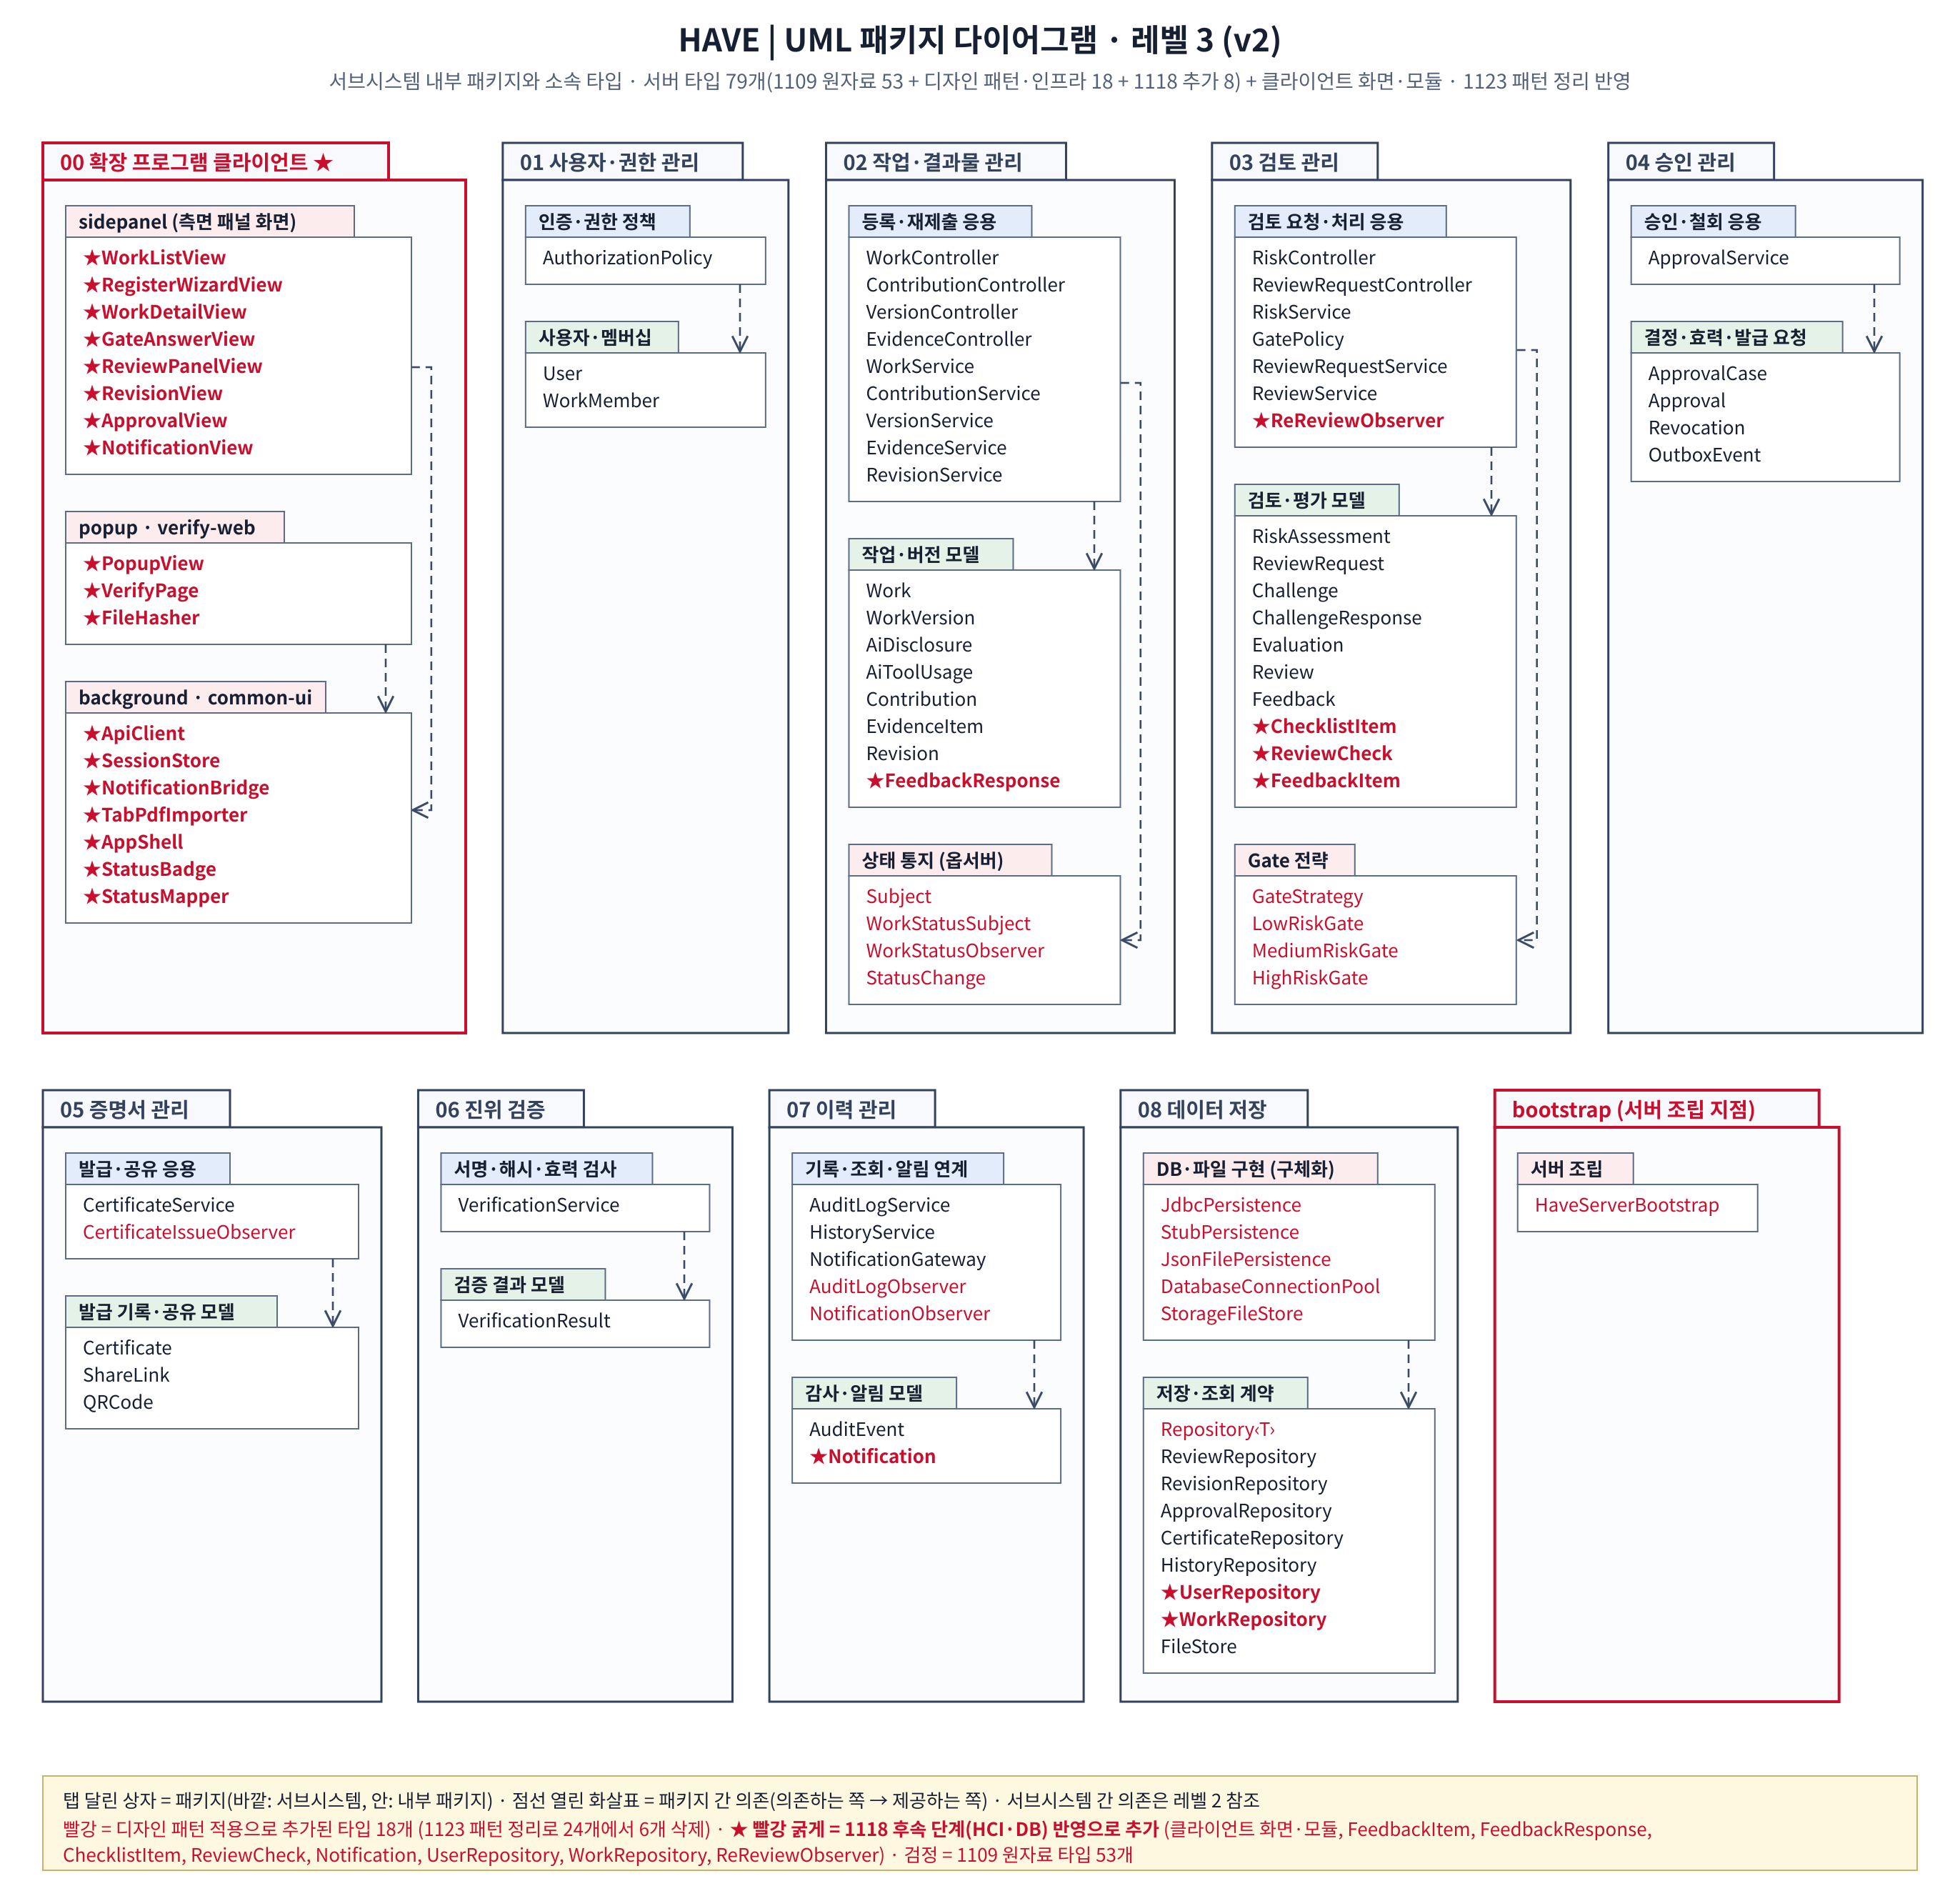 HAVE | UML 패키지 다이어그램 · 레벨 3 (v2)
서브시스템 내부 패키지와 소속 타입 · 서버 타입 79개(1109 원자료 53 + 디자인 패턴·인프라 18 + 1118 추가 8) + 클라이언트 화면·모듈 · 1123 패턴 정리 반영
00 확장 프로그램 클라이언트 ★
sidepanel (측면 패널 화면)
★WorkListView
★RegisterWizardView
★WorkDetailView
★GateAnswerView
★ReviewPanelView
★RevisionView
★ApprovalView
★NotificationView
popup · verify-web
★PopupView
★VerifyPage
★FileHasher
background · common-ui
★ApiClient
★SessionStore
★NotificationBridge
★TabPdfImporter
★AppShell
★StatusBadge
★StatusMapper
01 사용자·권한 관리
인증·권한 정책
AuthorizationPolicy
사용자·멤버십
User
WorkMember
02 작업·결과물 관리
등록·재제출 응용
WorkController
ContributionController
VersionController
EvidenceController
WorkService
ContributionService
VersionService
EvidenceService
RevisionService
작업·버전 모델
Work
WorkVersion
AiDisclosure
AiToolUsage
Contribution
EvidenceItem
Revision
★FeedbackResponse
상태 통지 (옵서버)
Subject
WorkStatusSubject
WorkStatusObserver
StatusChange
03 검토 관리
검토 요청·처리 응용
RiskController
ReviewRequestController
RiskService
GatePolicy
ReviewRequestService
ReviewService
★ReReviewObserver
검토·평가 모델
RiskAssessment
ReviewRequest
Challenge
ChallengeResponse
Evaluation
Review
Feedback
★ChecklistItem
★ReviewCheck
★FeedbackItem
Gate 전략
GateStrategy
LowRiskGate
MediumRiskGate
HighRiskGate
04 승인 관리
승인·철회 응용
ApprovalService
결정·효력·발급 요청
ApprovalCase
Approval
Revocation
OutboxEvent
05 증명서 관리
발급·공유 응용
CertificateService
CertificateIssueObserver
발급 기록·공유 모델
Certificate
ShareLink
QRCode
06 진위 검증
서명·해시·효력 검사
VerificationService
검증 결과 모델
VerificationResult
07 이력 관리
기록·조회·알림 연계
AuditLogService
HistoryService
NotificationGateway
AuditLogObserver
NotificationObserver
감사·알림 모델
AuditEvent
★Notification
08 데이터 저장
DB·파일 구현 (구체화)
JdbcPersistence
StubPersistence
JsonFilePersistence
DatabaseConnectionPool
StorageFileStore
저장·조회 계약
Repository‹T›
ReviewRepository
RevisionRepository
ApprovalRepository
CertificateRepository
HistoryRepository
★UserRepository
★WorkRepository
FileStore
bootstrap (서버 조립 지점)
서버 조립
HaveServerBootstrap
탭 달린 상자 = 패키지(바깥: 서브시스템, 안: 내부 패키지) · 점선 열린 화살표 = 패키지 간 의존(의존하는 쪽 → 제공하는 쪽) · 서브시스템 간 의존은 레벨 2 참조
빨강 = 디자인 패턴 적용으로 추가된 타입 18개 (1123 패턴 정리로 24개에서 6개 삭제) · ★ 빨강 굵게 = 1118 후속 단계(HCI·DB) 반영으로 추가 (클라이언트 화면·모듈, FeedbackItem, FeedbackResponse,
ChecklistItem, ReviewCheck, Notification, UserRepository, WorkRepository, ReReviewObserver) · 검정 = 1109 원자료 타입 53개